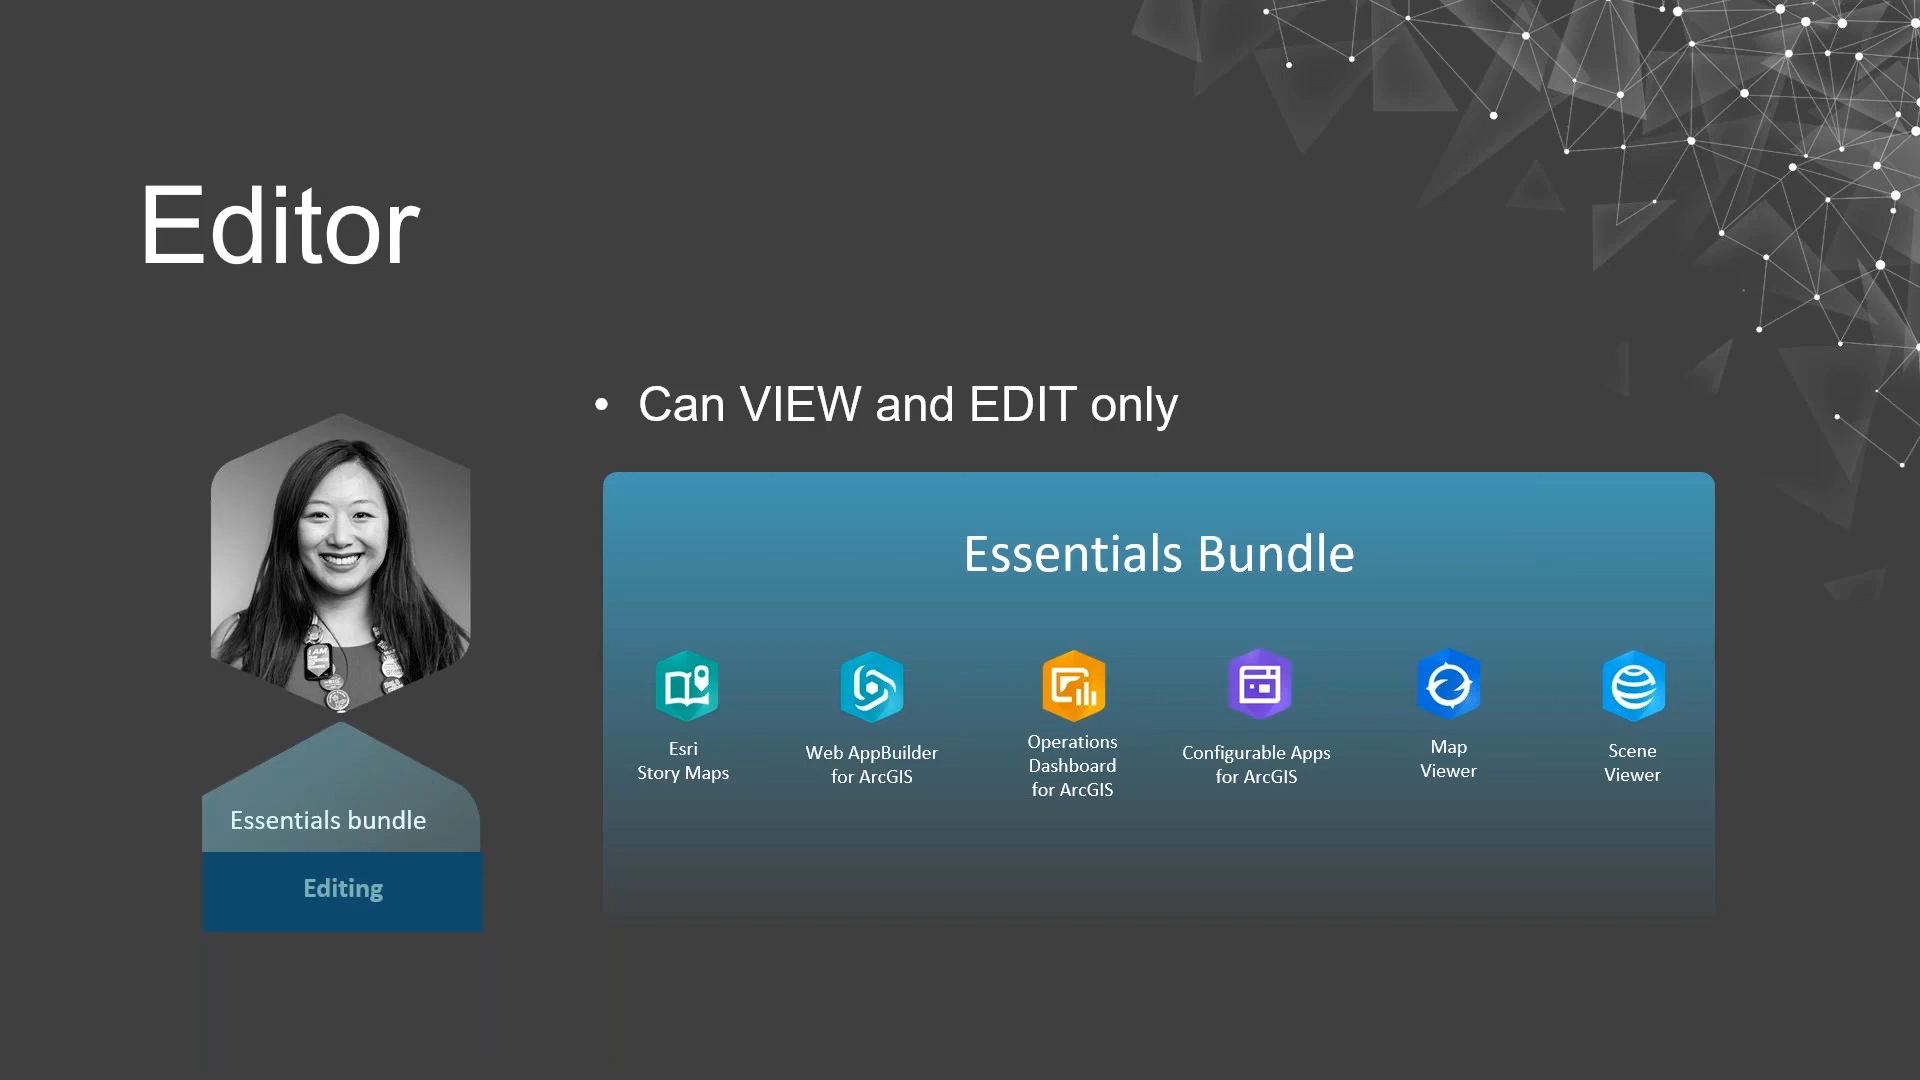 Editor
• Can VIEW and EDIT only
Essentials Bundle
Esri
Story Maps
Web AppBuilder
for ArcGIS
Operations
Dashboard
for ArcGIS
Configurable Apps
for ArcGIS
Map
Viewer
Scene
Viewer
I AM
Essentials bundle
Editing